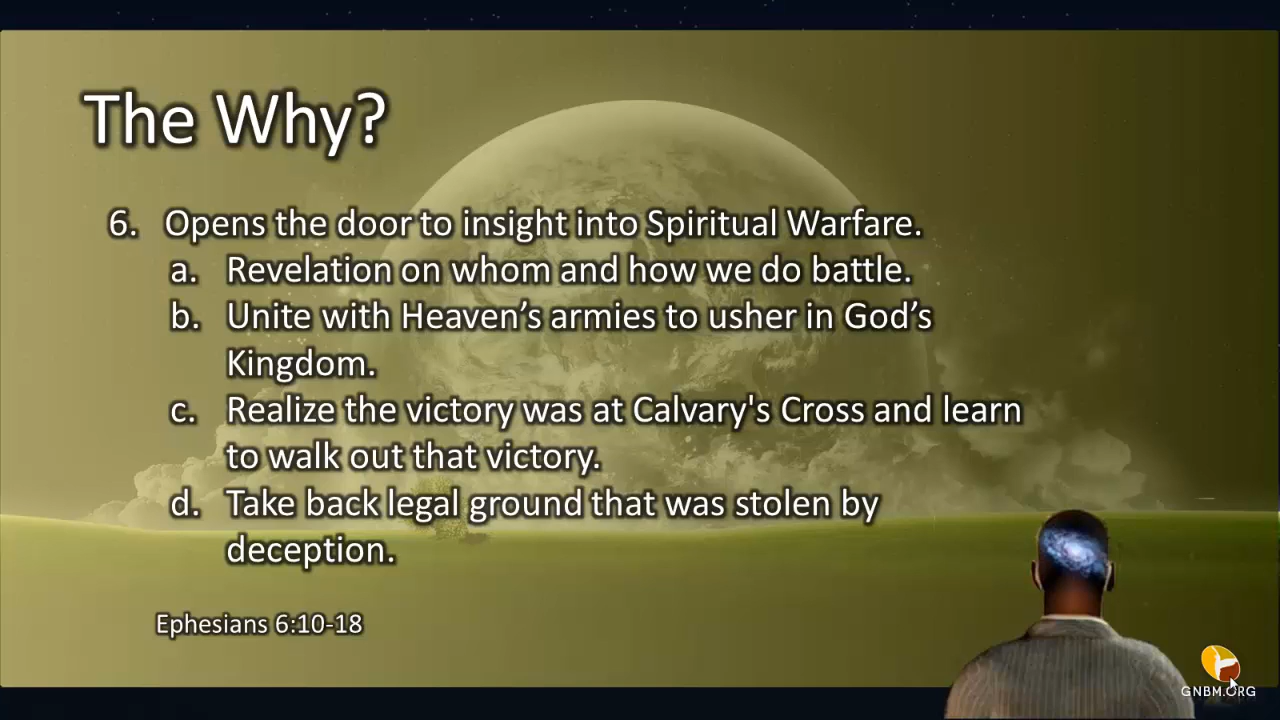 The Why?
6. Opens the door to insight into Spiritual Warfare.
a. Revelation on whom and how we do battle.
b. Unite with Heaven’s armies to usher in God’s
Kingdom.
c. Realize the victory was at Calvary's Cross and learn
to walk out that victory.
d. Take back legal ground that was stolen by
deception.
Ephesians 6:10-18
GNBM.ORG